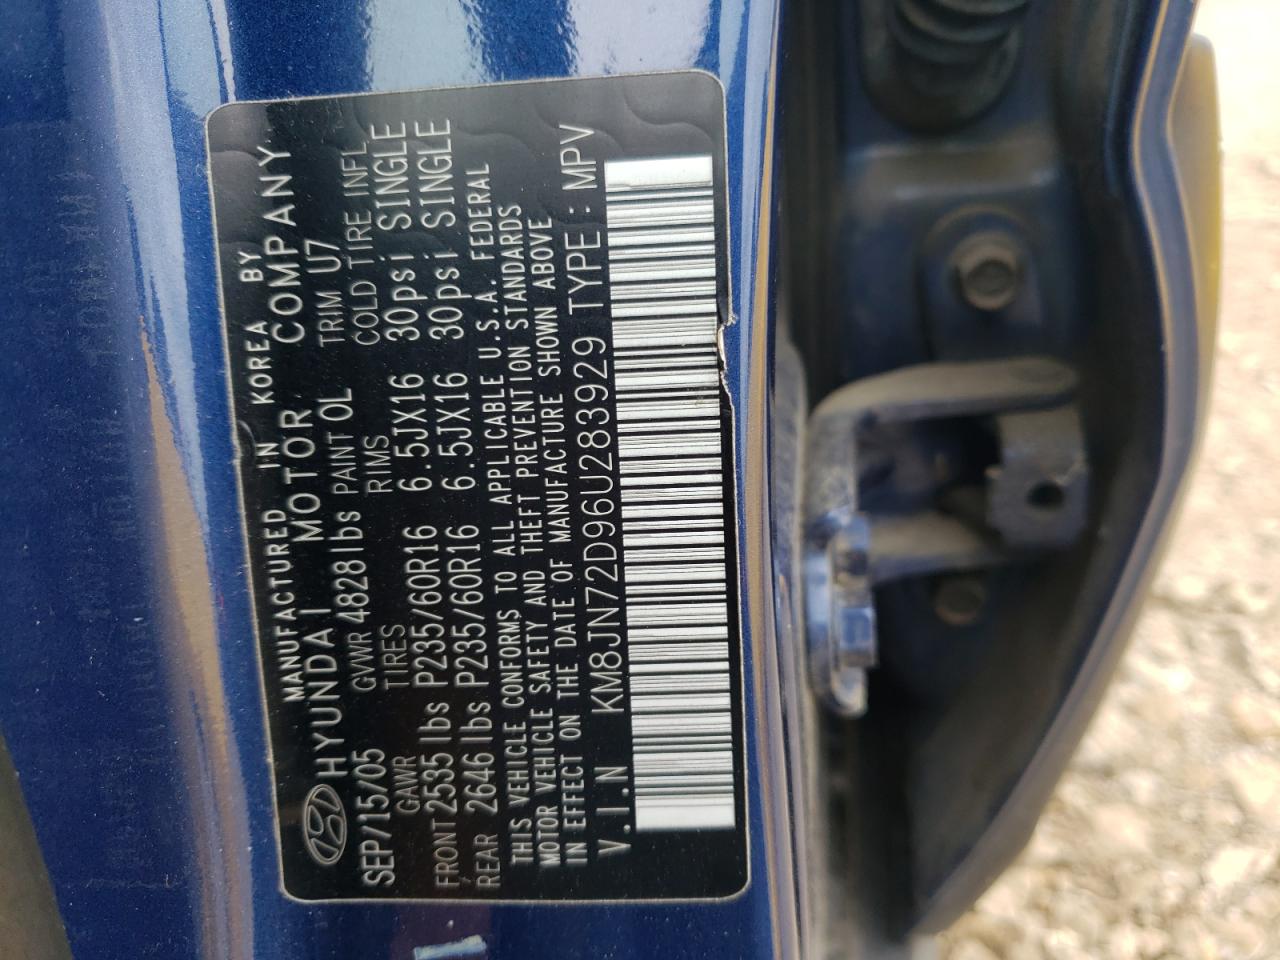 MANUFACTURED IN KOREA BY
HYUNDAI MOTOR COMPANY
SEP/15/05 GVWR 4828 lbs PAINT OL TRIM U7
GAWR TIRES RIMS COLD TIRE INFL
FRONT 2535 lbs P235/60R16 6.5JX16 30psi SINGLE
REAR 2646 lbs P235/60R16 6.5JX16 30psi SINGLE
THIS VEHICLE CONFORMS TO ALL APPLICABLE U.S.A. FEDERAL
MOTOR VEHICLE SAFETY AND THEFT PREVENTION STANDARDS
IN EFFECT ON THE DATE OF MANUFACTURE SHOWN ABOVE
V.I.N KM8JN72D96U283929 TYPE : MPV